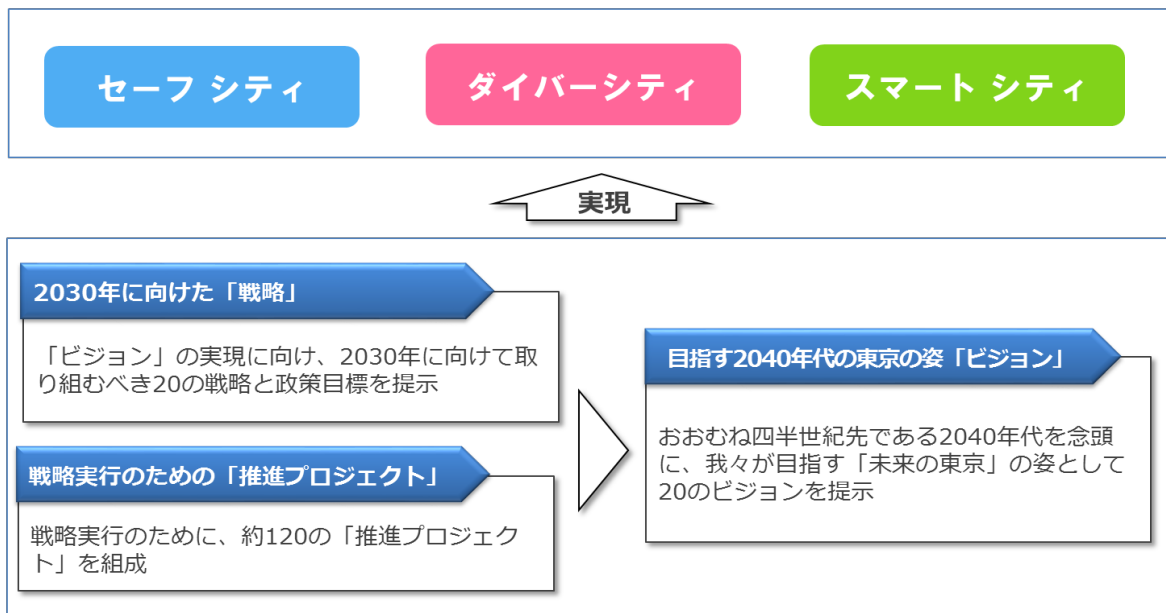 セーフ シティ
ダイバーシティ
スマート シティ
実現
2030年に向けた「戦略」
「ビジョン」の実現に向け、2030年に向けて取
り組むべき20の戦略と政策目標を提示
戦略実行のための「推進プロジェクト」
戦略実行のために、約120の「推進プロジェク
ト」を組成
目指す2040年代の東京の姿「ビジョン」
おおむね四半世紀先である2040年代を念頭
に、我々が目指す「未来の東京」の姿として
20のビジョンを提示